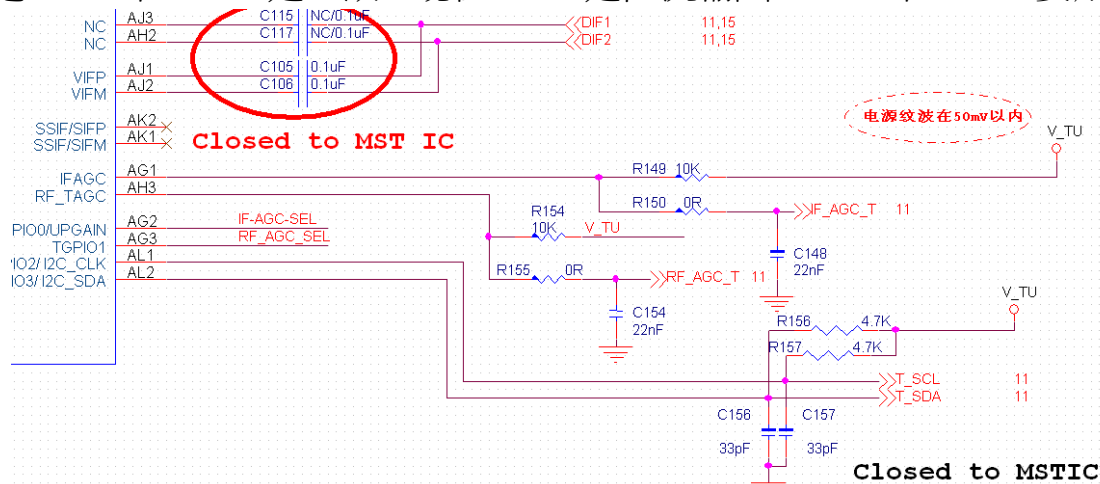 C115 NC/0.1uF
NC AJ3 DIF1 11,15
C117 NC/0.1uF
NC AH2 DIF2 11,15
C105 0.1uF
VIFP AJ1
C106 0.1uF
VIFM AJ2
电源纹波在50mv以内
SSIF/SIFP AK2
SSIF/SIFM AK1
Closed to MST IC
V_TU
IFAGC AG1 R149 10K
RF_TAGC AH3
R150 0R IF_AGC_T 11
R154
10K V_TU
PIO0/UPGAIN AG2 IF-AGC-SEL
TGPIO1 AG3 RF_AGC_SEL
IO2/ I2C_CLK AL1
IO3/ I2C_SDA AL2
C148
22nF
R155 0R RF_AGC_T 11
V_TU
C154
22nF
R156 4.7K
R157 4.7K
T_SCL 11
T_SDA 11
C156 C157
33pF 33pF
Closed to MSTIC